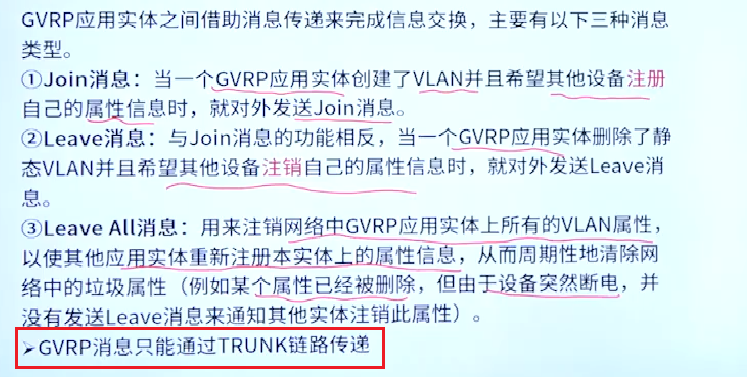 GVRP应用实体之间借助消息传递来完成信息交换，主要有以下三种消息
类型。
①Join消息：当一个GVRP应用实体创建了VLAN并且希望其他设备注册
自己的属性信息时，就对外发送Join消息。
②Leave消息：与Join消息的功能相反，当一个GVRP应用实体删除了静
态VLAN并且希望其他设备注销自己的属性信息时，就对外发送Leave消
息。
③Leave All消息：用来注销网络中GVRP应用实体上所有的VLAN属性，
以使其他应用实体重新注册本实体上的属性信息，从而周期性地清除网
络中的垃圾属性（例如某个属性已经被删除，但由于设备突然断电，并
没有发送Leave消息来通知其他实体注销此属性）。
➢GVRP消息只能通过TRUNK链路传递